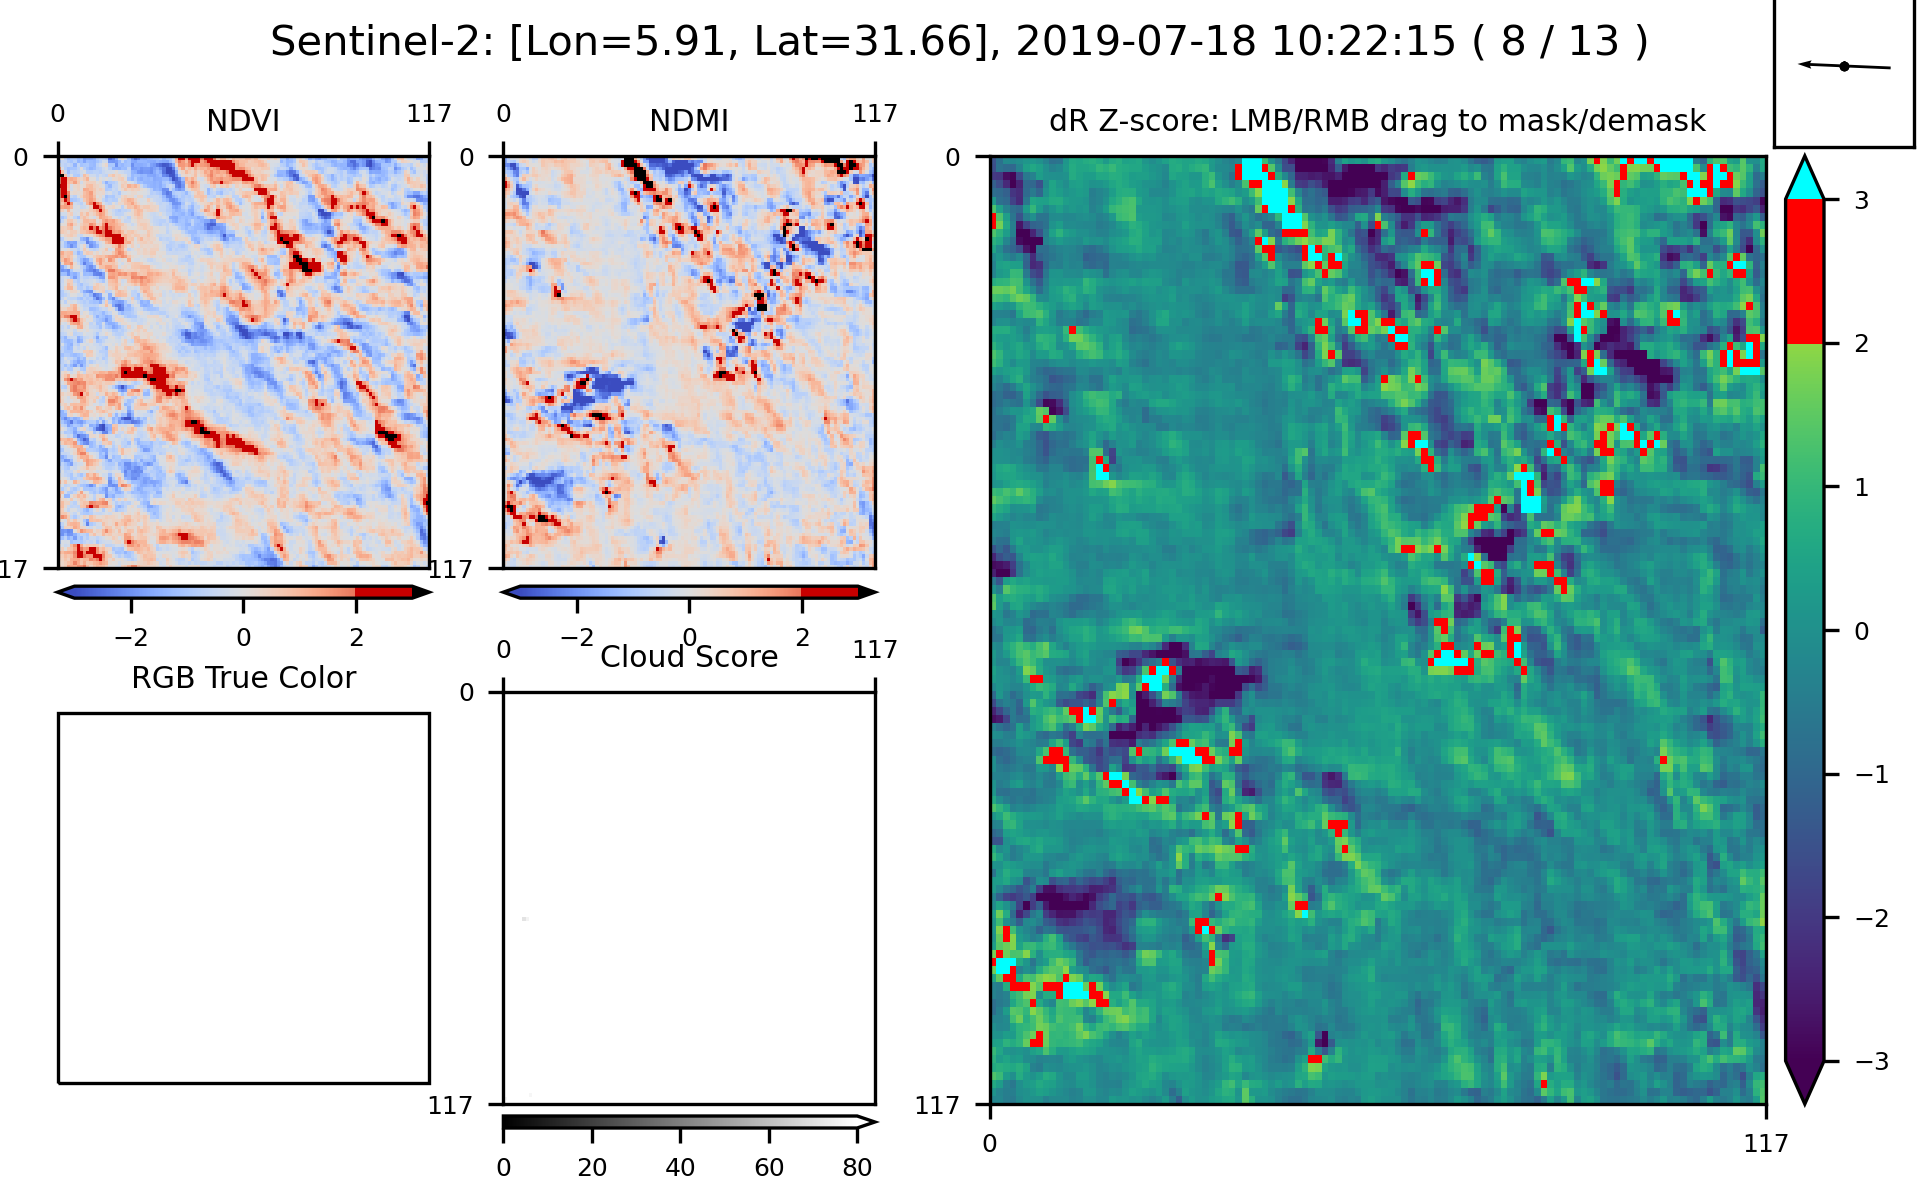 Sentinel-2: [Lon=5.91, Lat=31.66], 2019-07-18 10:22:15 ( 8 / 13 )
0 NDVI 117
0 NDMI 117
dR Z-score: LMB/RMB drag to mask/demask
0
0
0
17
117
−2 0 2
−2 0 2
3
2
1
0
−1
−2
−3
RGB True Color
0 Cloud Score 117
0
117
0 20 40 60 80
117
0 117